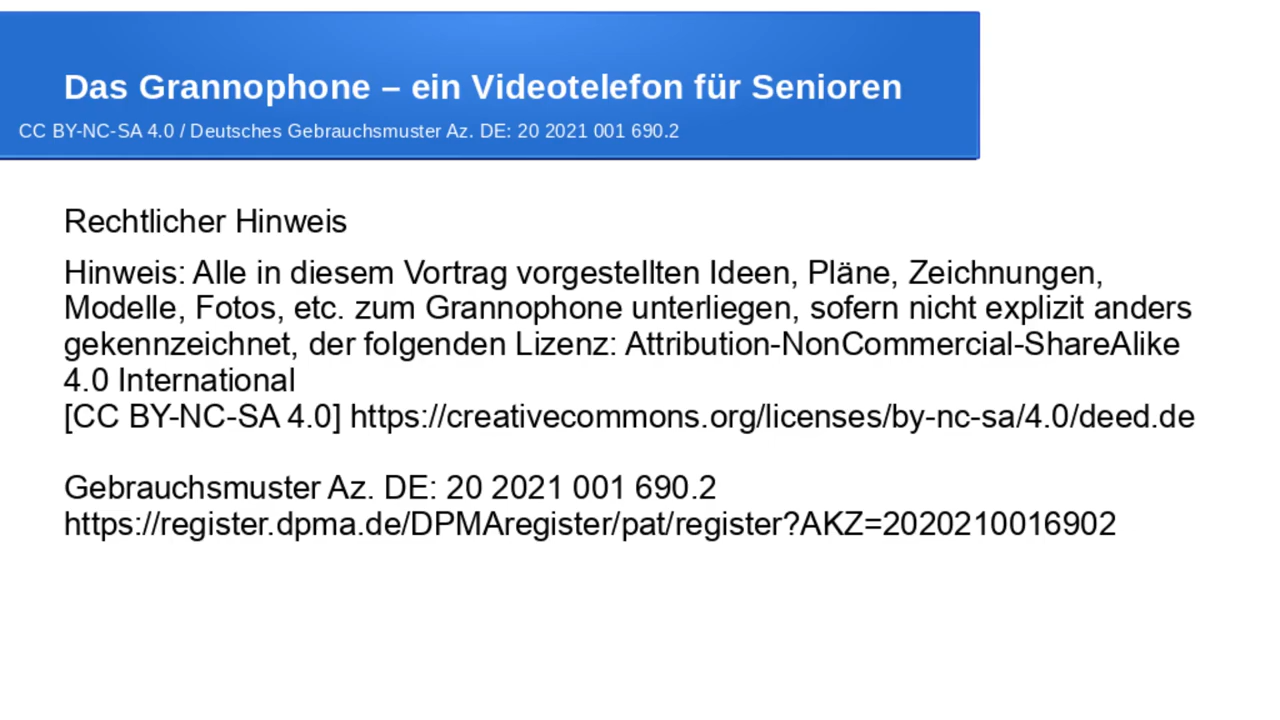 Das Grannophone – ein Videotelefon für Senioren
CC BY-NC-SA 4.0 / Deutsches Gebrauchsmuster Az. DE: 20 2021 001 690.2
Rechtlicher Hinweis
Hinweis: Alle in diesem Vortrag vorgestellten Ideen, Pläne, Zeichnungen,
Modelle, Fotos, etc. zum Grannophone unterliegen, sofern nicht explizit anders
gekennzeichnet, der folgenden Lizenz: Attribution-NonCommercial-ShareAlike
4.0 International
[CC BY-NC-SA 4.0] https://creativecommons.org/licenses/by-nc-sa/4.0/deed.de
Gebrauchsmuster Az. DE: 20 2021 001 690.2
https://register.dpma.de/DPMAregister/pat/register?AKZ=2020210016902